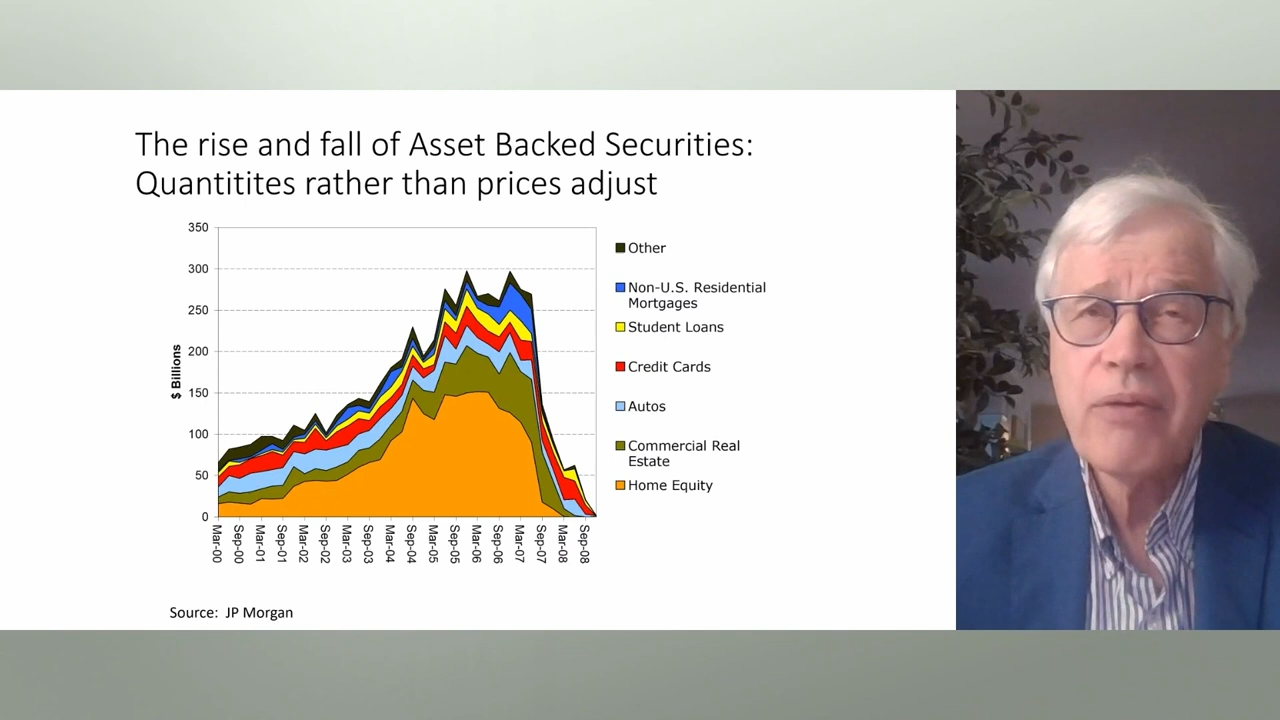 The rise and fall of Asset Backed Securities:
Quantitites rather than prices adjust
350
300
250
200
150
100
50
0
$ Billions
Mar-00
Sep-00
Mar-01
Sep-01
Mar-02
Sep-02
Mar-03
Sep-03
Mar-04
Sep-04
Mar-05
Sep-05
Mar-06
Sep-06
Mar-07
Sep-07
Mar-08
Sep-08
Other
Non-U.S. Residential
Mortgages
Student Loans
Credit Cards
Autos
Commercial Real
Estate
Home Equity
Source: JP Morgan